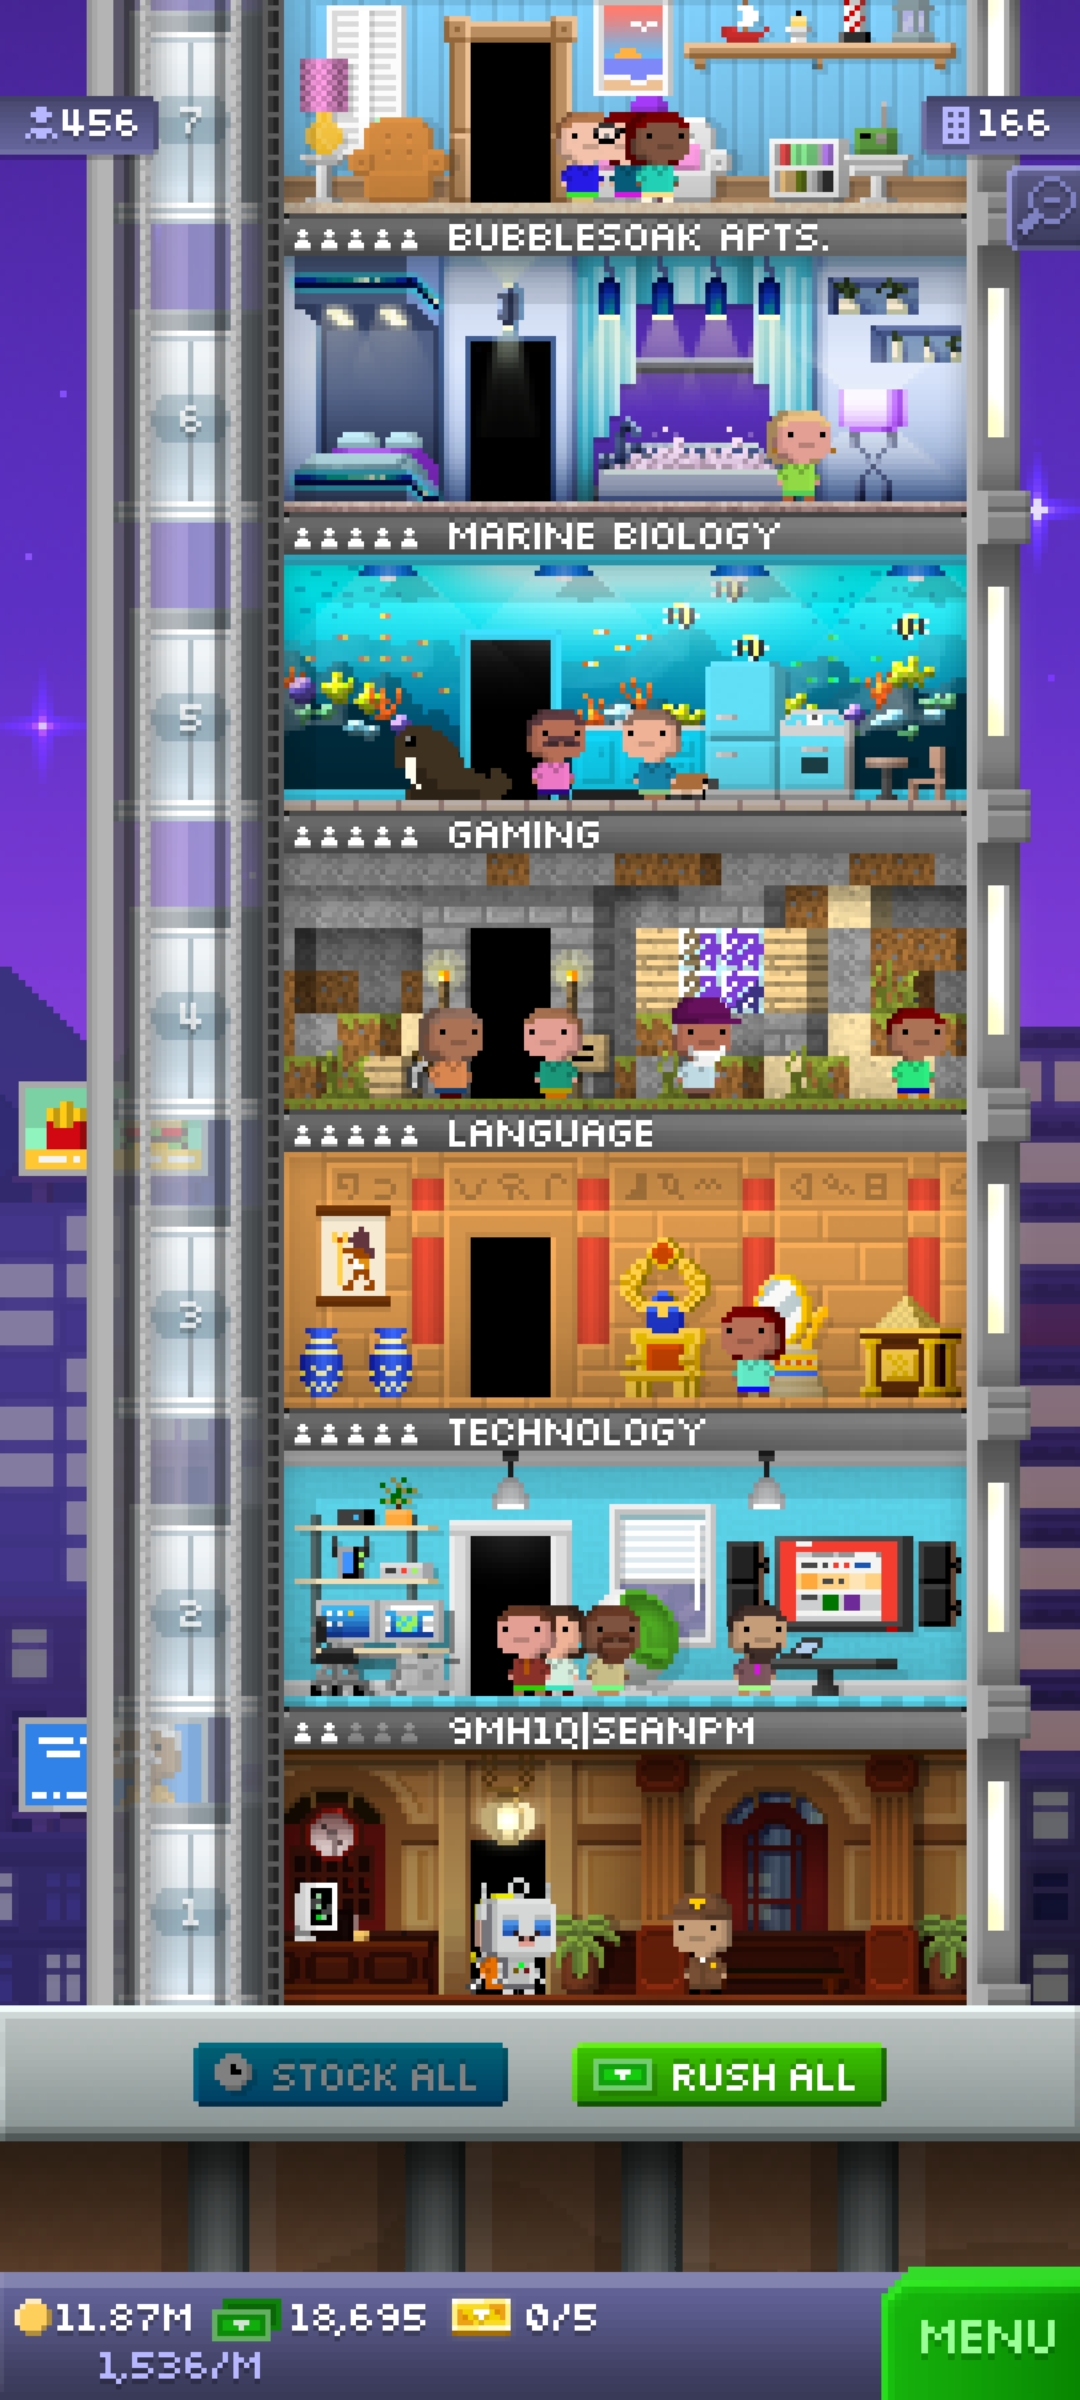 7
456
166
BUBBLESOAK APTS.
6
MARINE BIOLOGY
5
GAMING
4
LANGUAGE
3
TECHNOLOGY
2
9MH1Q|SEANPM
1
STOCK ALL
RUSH ALL
11.87M
18,695
0/5
1,536/M
MENU